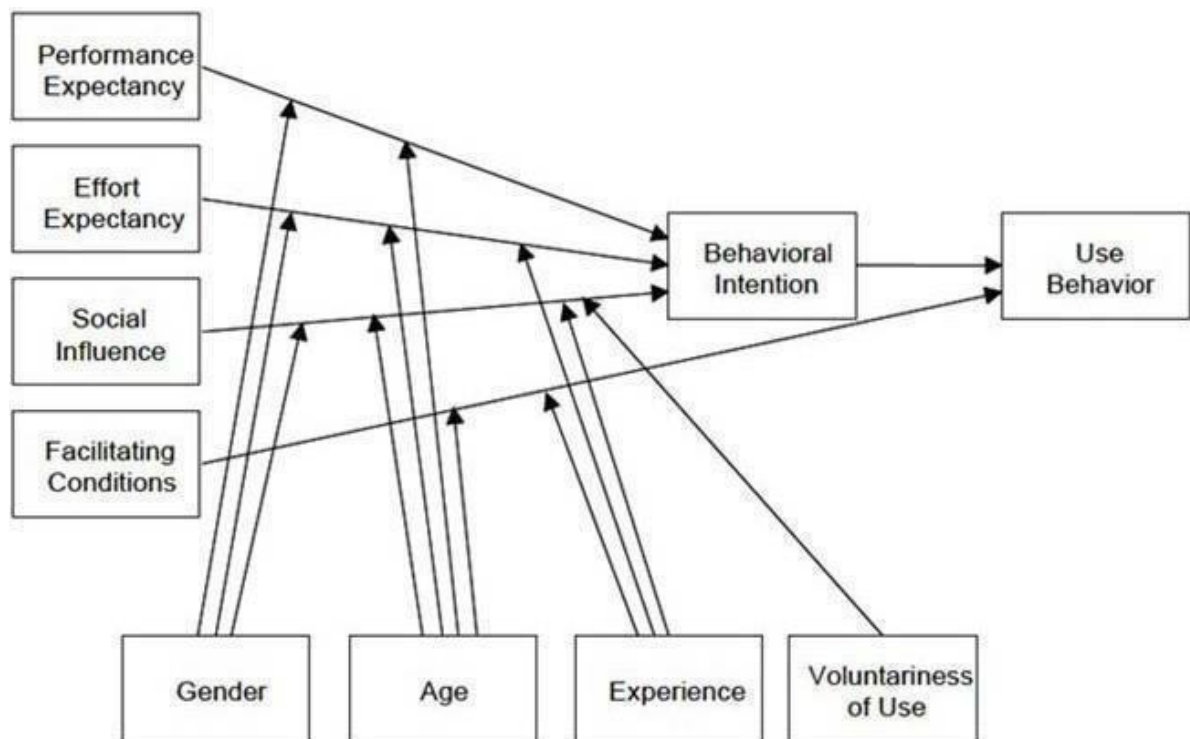 Performance
Expectancy
Effort
Expectancy
Social
Influence
Facilitating
Conditions
Behavioral
Intention
Use
Behavior
Gender
Age
Experience
Voluntariness
of Use